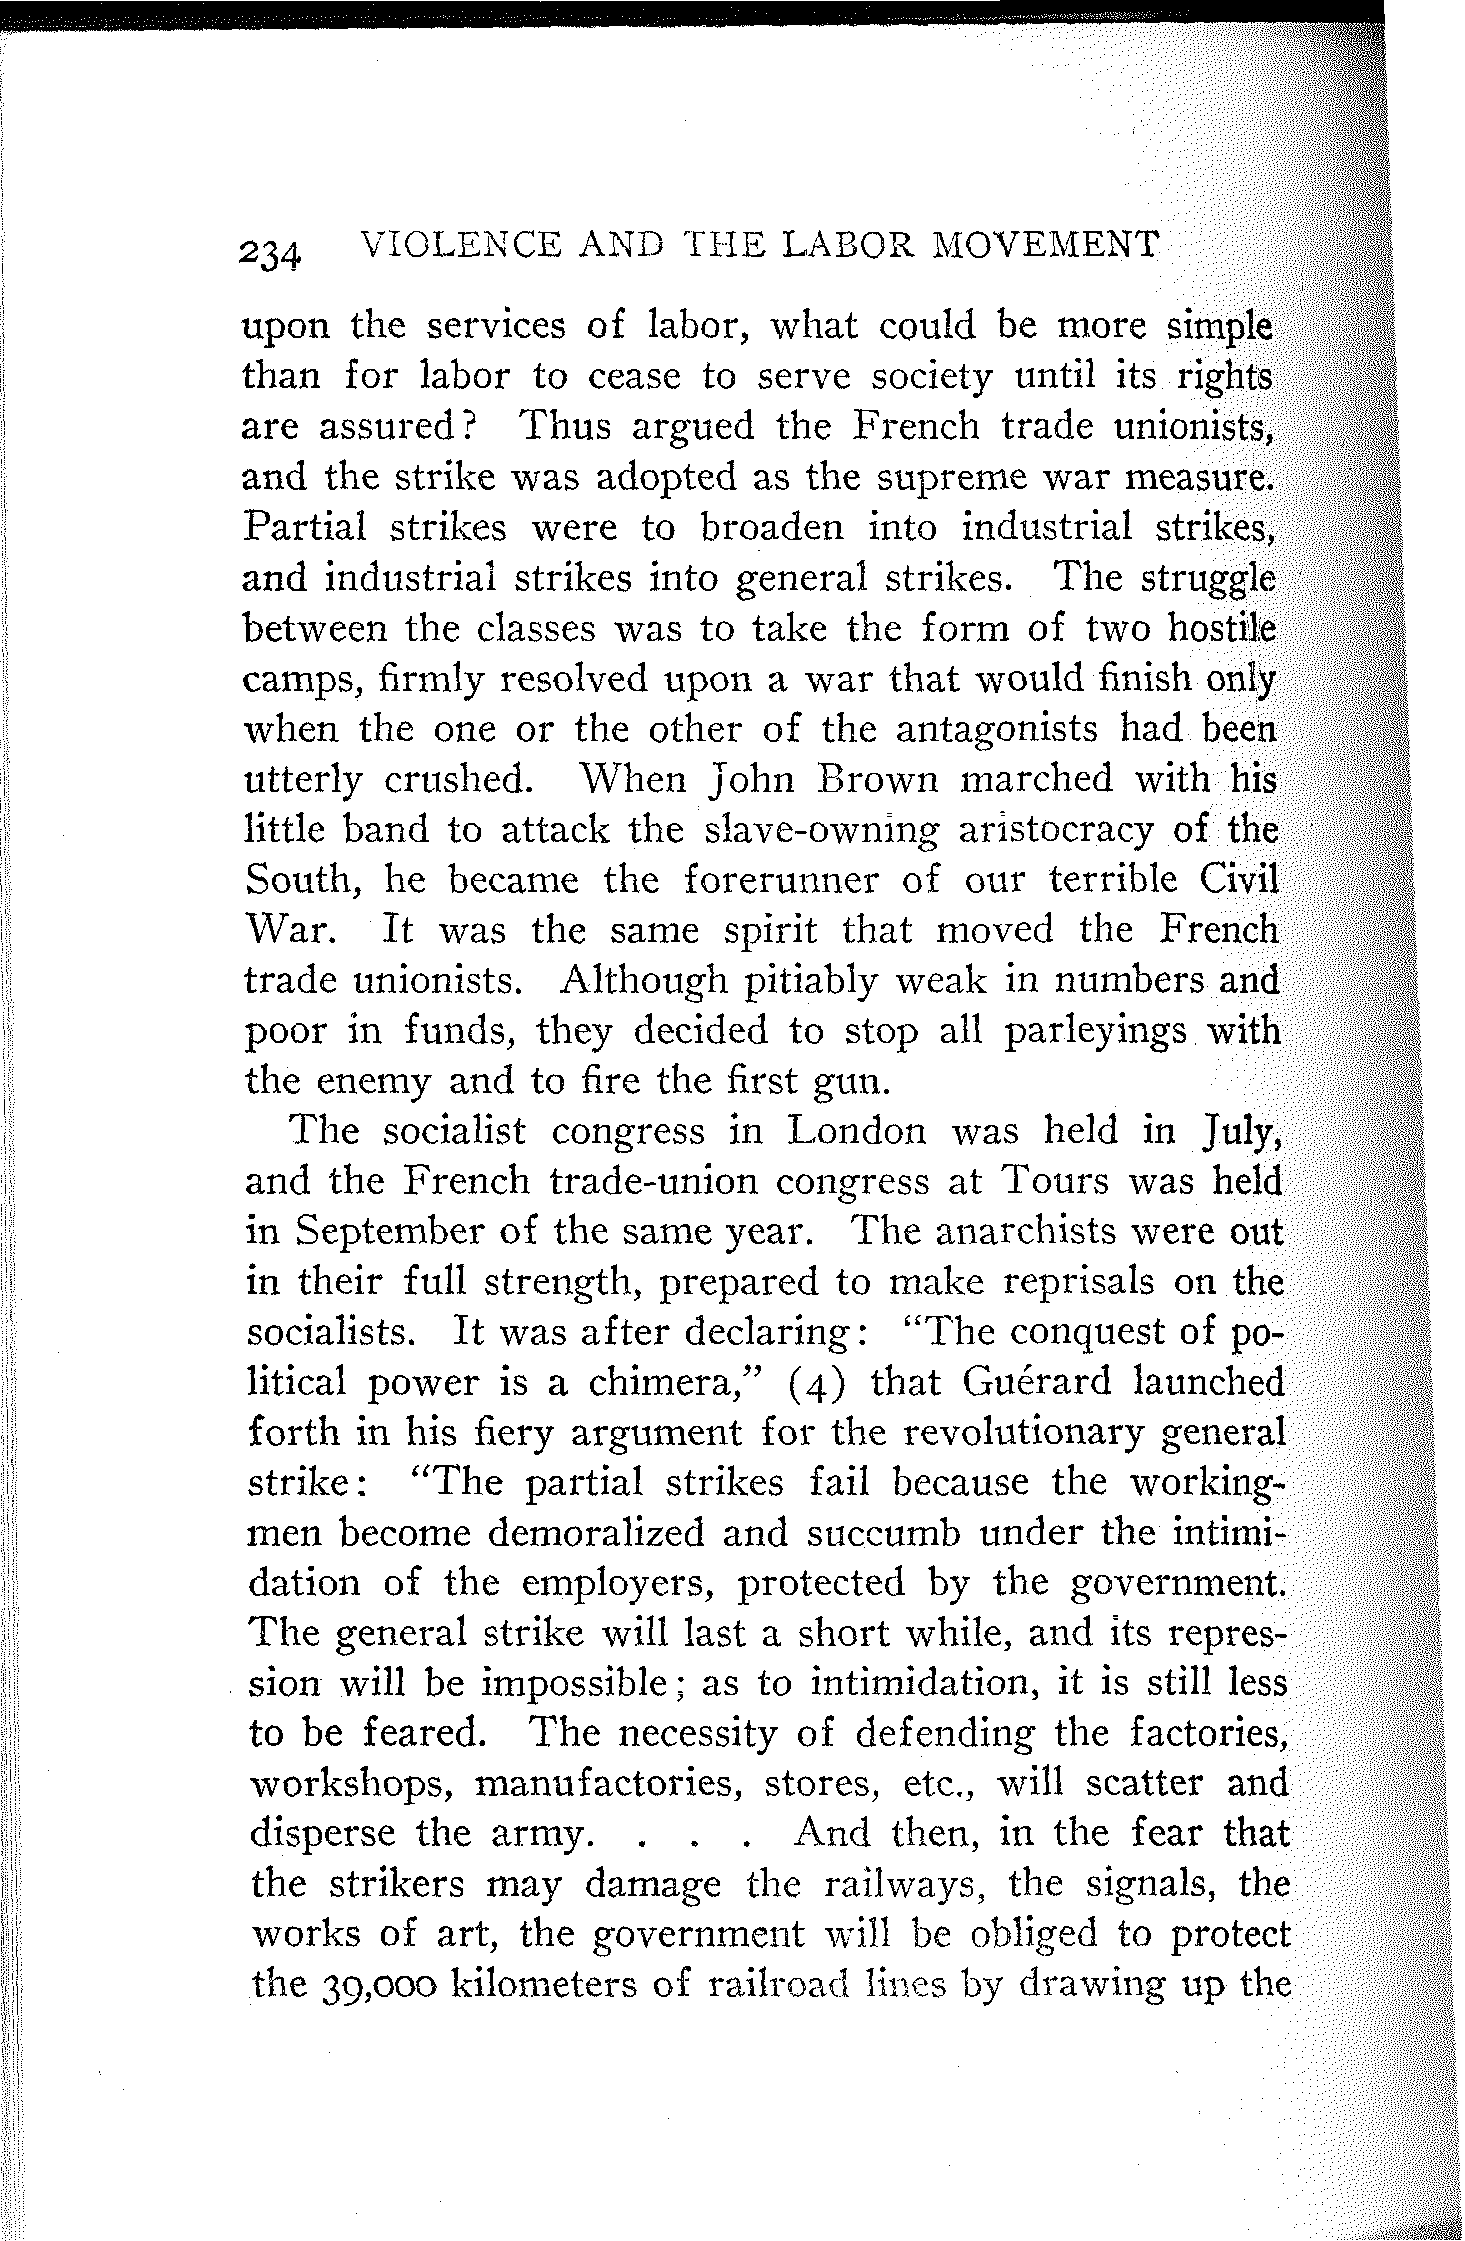 234 VIOLENCE AND THE LABOR MOVEMENT
upon the services of labor, what could be more simple
than for labor to cease to serve society until its rights
are assured? Thus argued the French trade unionists,
and the strike was adopted as the supreme war measure.
Partial strikes were to broaden into industrial strikes,
and industrial strikes into general strikes. The struggle
between the classes was to take the form of two hostile
camps, firmly resolved upon a war that would finish only
when the one or the other of the antagonists had been
utterly crushed. When John Brown marched with his
little band to attack the slave-owning aristocracy of the
South, he became the forerunner of our terrible Civil
War. It was the same spirit that moved the French
trade unionists. Although pitiably weak in numbers and
poor in funds, they decided to stop all parleyings with
the enemy and to fire the first gun.
The socialist congress in London was held in July,
and the French trade-union congress at Tours was held
in September of the same year. The anarchists were out
in their full strength, prepared to make reprisals on the
socialists. It was after declaring: "The conquest of po-
litical power is a chimera," (4) that Guérard launched
forth in his fiery argument for the revolutionary general
strike: "The partial strikes fail because the working-
men become demoralized and succumb under the intimi-
dation of the employers, protected by the government.
The general strike will last a short while, and its repres-
sion will be impossible; as to intimidation, it is still less
to be feared. The necessity of defending the factories,
workshops, manufactories, stores, etc., will scatter and
disperse the army. . . . And then, in the fear that
the strikers may damage the railways, the signals, the
works of art, the government will be obliged to protect
the 39,000 kilometers of railroad lines by drawing up the